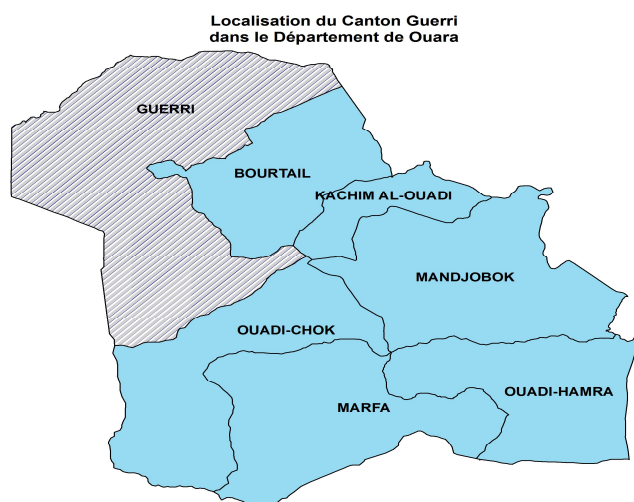 Localisation du Canton Guerri
dans le Département de Ouara
GUERRI
BOURTAIL
KACHIM AL-OUADI
MANDJOBOK
OUADI-CHOK
OUADI-HAMRA
MARFA